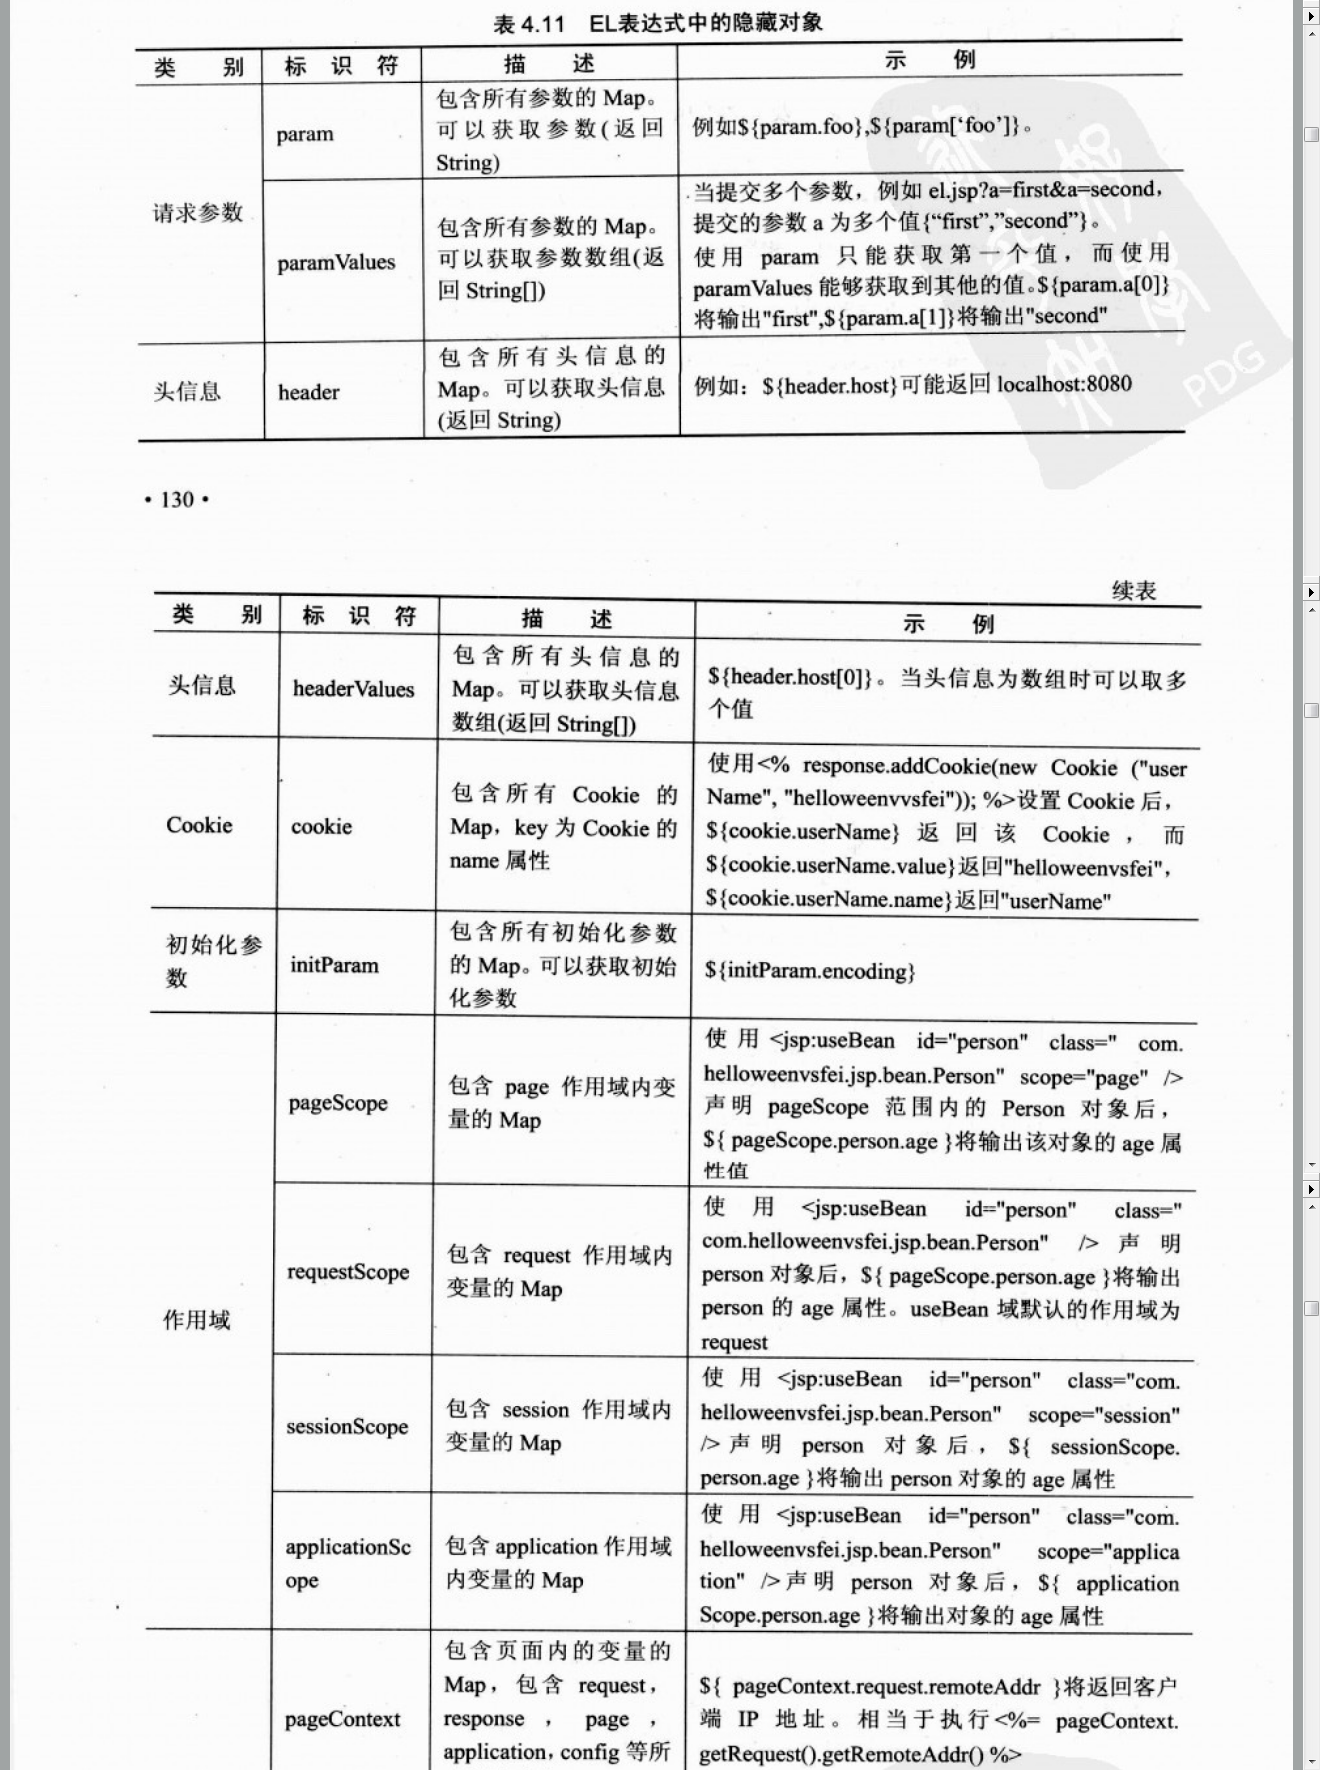 表 4.11 EL表达式中的隐藏对象
类 别 标 识 符 描 述 示 例
请求参数
param
包含所有参数的 Map。
可以获取参数(返回
String)
例如${param.foo},${param[‘foo’]}。
paramValues
包含所有参数的 Map。
可以获取参数数组(返
回 String[])
当提交多个参数，例如 el.jsp?a=first&a=second，
提交的参数 a 为多个值{“first”,”second”}。
使用 param 只能获取第一个值，而使用
paramValues 能够获取到其他的值。${param.a[0]}
将输出"first",${param.a[1]}将输出"second"
头信息
header
包含所有头信息的
Map。可以获取头信息
(返回 String)
例如：${header.host}可能返回 localhost:8080
PDG
• 130 •
续表
类 别 标 识 符 描 述 示 例
头信息
headerValues
包含所有头信息的
Map。可以获取头信息
数组(返回 String[])
${header.host[0]}。当头信息为数组时可以取多
个值
Cookie
cookie
包含所有 Cookie 的
Map，key 为 Cookie 的
name 属性
使用<% response.addCookie(new Cookie ("user
Name", "helloweenvvsfei")); %>设置 Cookie 后，
${cookie.userName} 返回该 Cookie，而
${cookie.userName.value}返回"helloweenvsfei"，
${cookie.userName.name}返回"userName"
初始化参
数
initParam
包含所有初始化参数
的 Map。可以获取初始
化参数
${initParam.encoding}
作用域
pageScope
包含 page 作用域内变
量的 Map
使用<jsp:useBean id="person" class=" com.
helloweenvsfei.jsp.bean.Person" scope="page" />
声明 pageScope 范围内的 Person 对象后，
${ pageScope.person.age }将输出该对象的 age 属
性值
requestScope
包含 request 作用域内
变量的 Map
使用<jsp:useBean id="person" class="
com.helloweenvsfei.jsp.bean.Person" />声明
person 对象后，${ pageScope.person.age }将输出
person 的 age 属性。useBean 域默认的作用域为
request
sessionScope
包含 session 作用域内
变量的 Map
使用<jsp:useBean id="person" class="com.
helloweenvsfei.jsp.bean.Person" scope="session"
/>声明 person 对象后，${ sessionScope.
person.age }将输出 person 对象的 age 属性
applicationSc
ope
包含 application 作用域
内变量的 Map
使用<jsp:useBean id="person" class="com.
helloweenvsfei.jsp.bean.Person" scope="applica
tion" />声明 person 对象后，${ application
Scope.person.age }将输出对象的 age 属性
pageContext
包含页面内的变量的
Map，包含 request，
response，page，
application，config 等所
${ pageContext.request.remoteAddr }将返回客户
端 IP 地址。相当于执行<%= pageContext.
getRequest().getRemoteAddr() %>